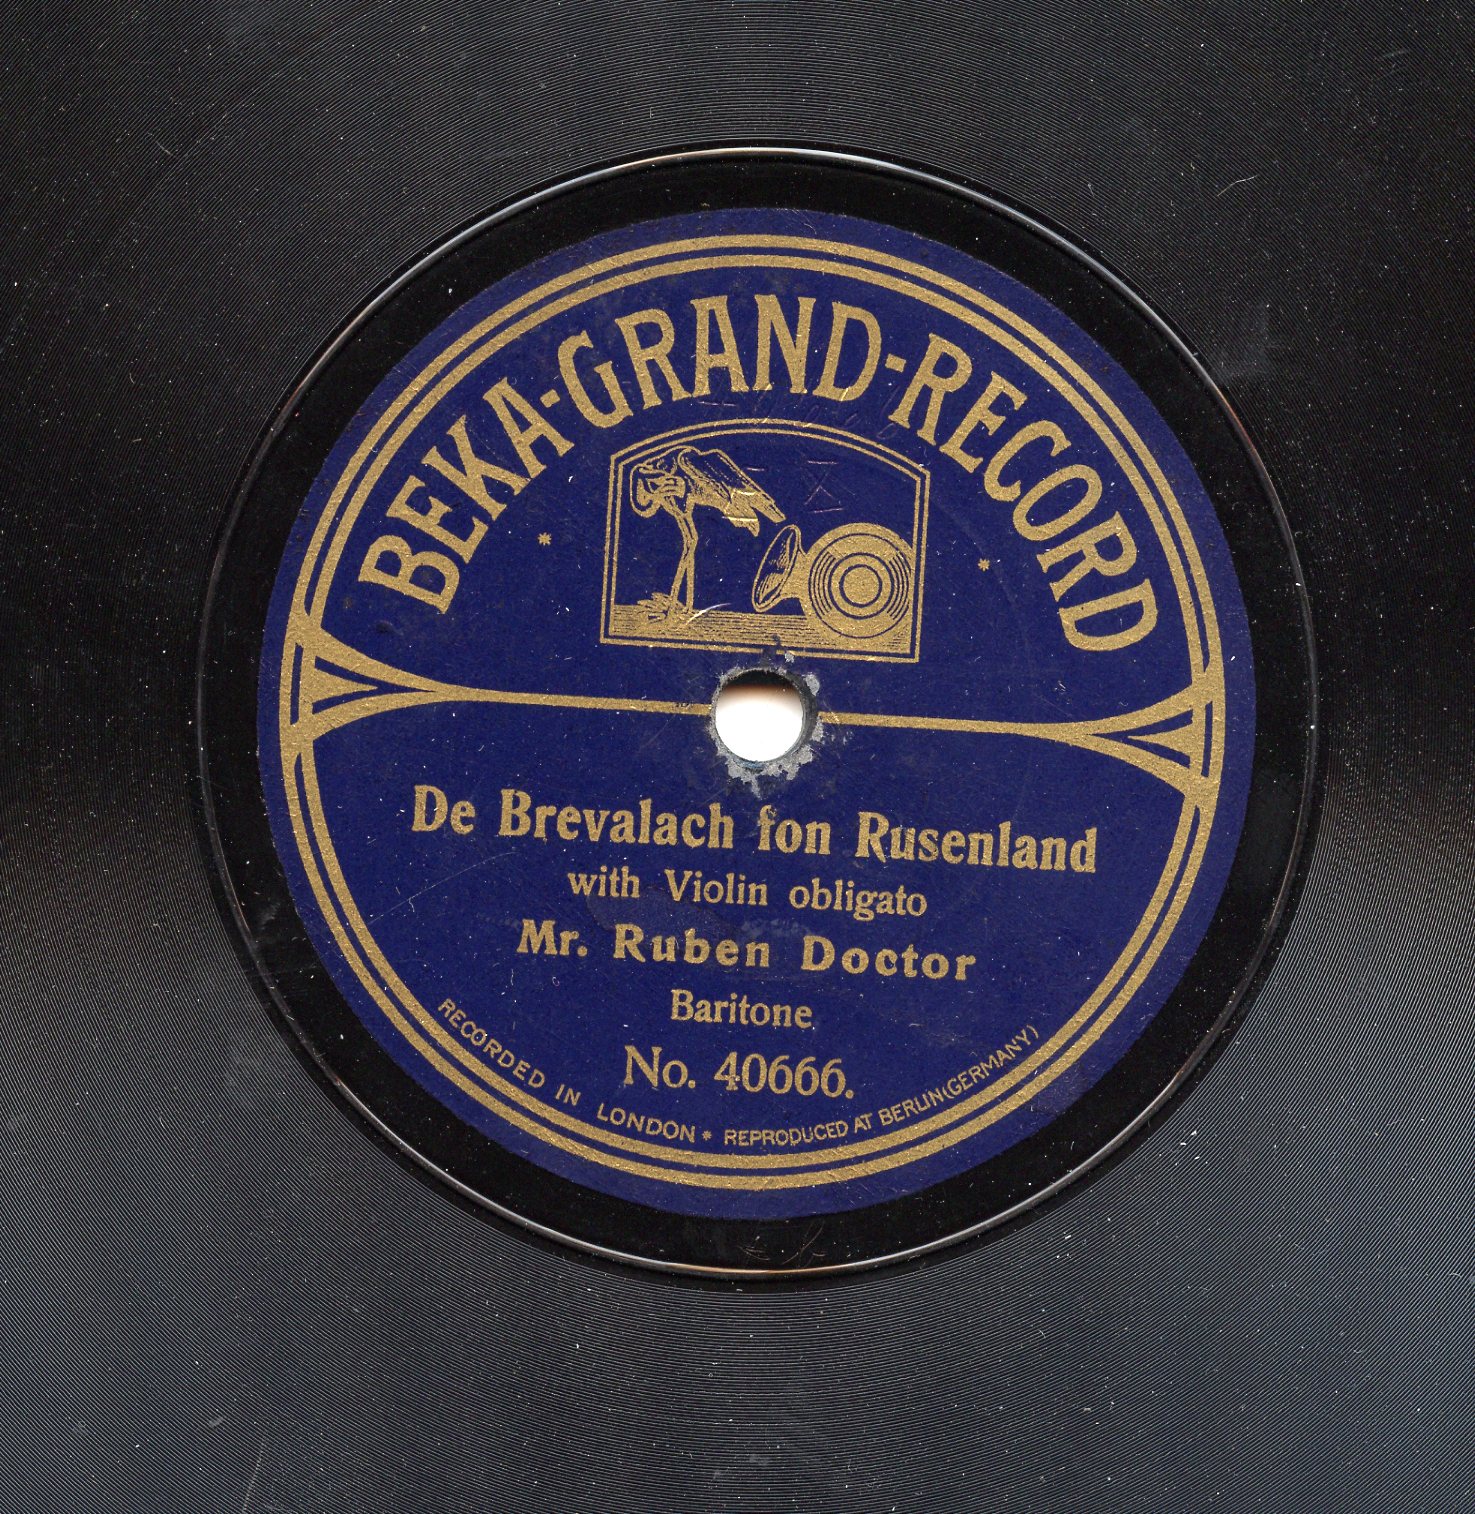 BEKA-GRAND-RECORD
De Brevalach fon Rusenland
with Violin obligato
Mr. Ruben Doctor
Baritone
No. 40666.
RECORDED IN LONDON * REPRODUCED AT BERLIN (GERMANY)